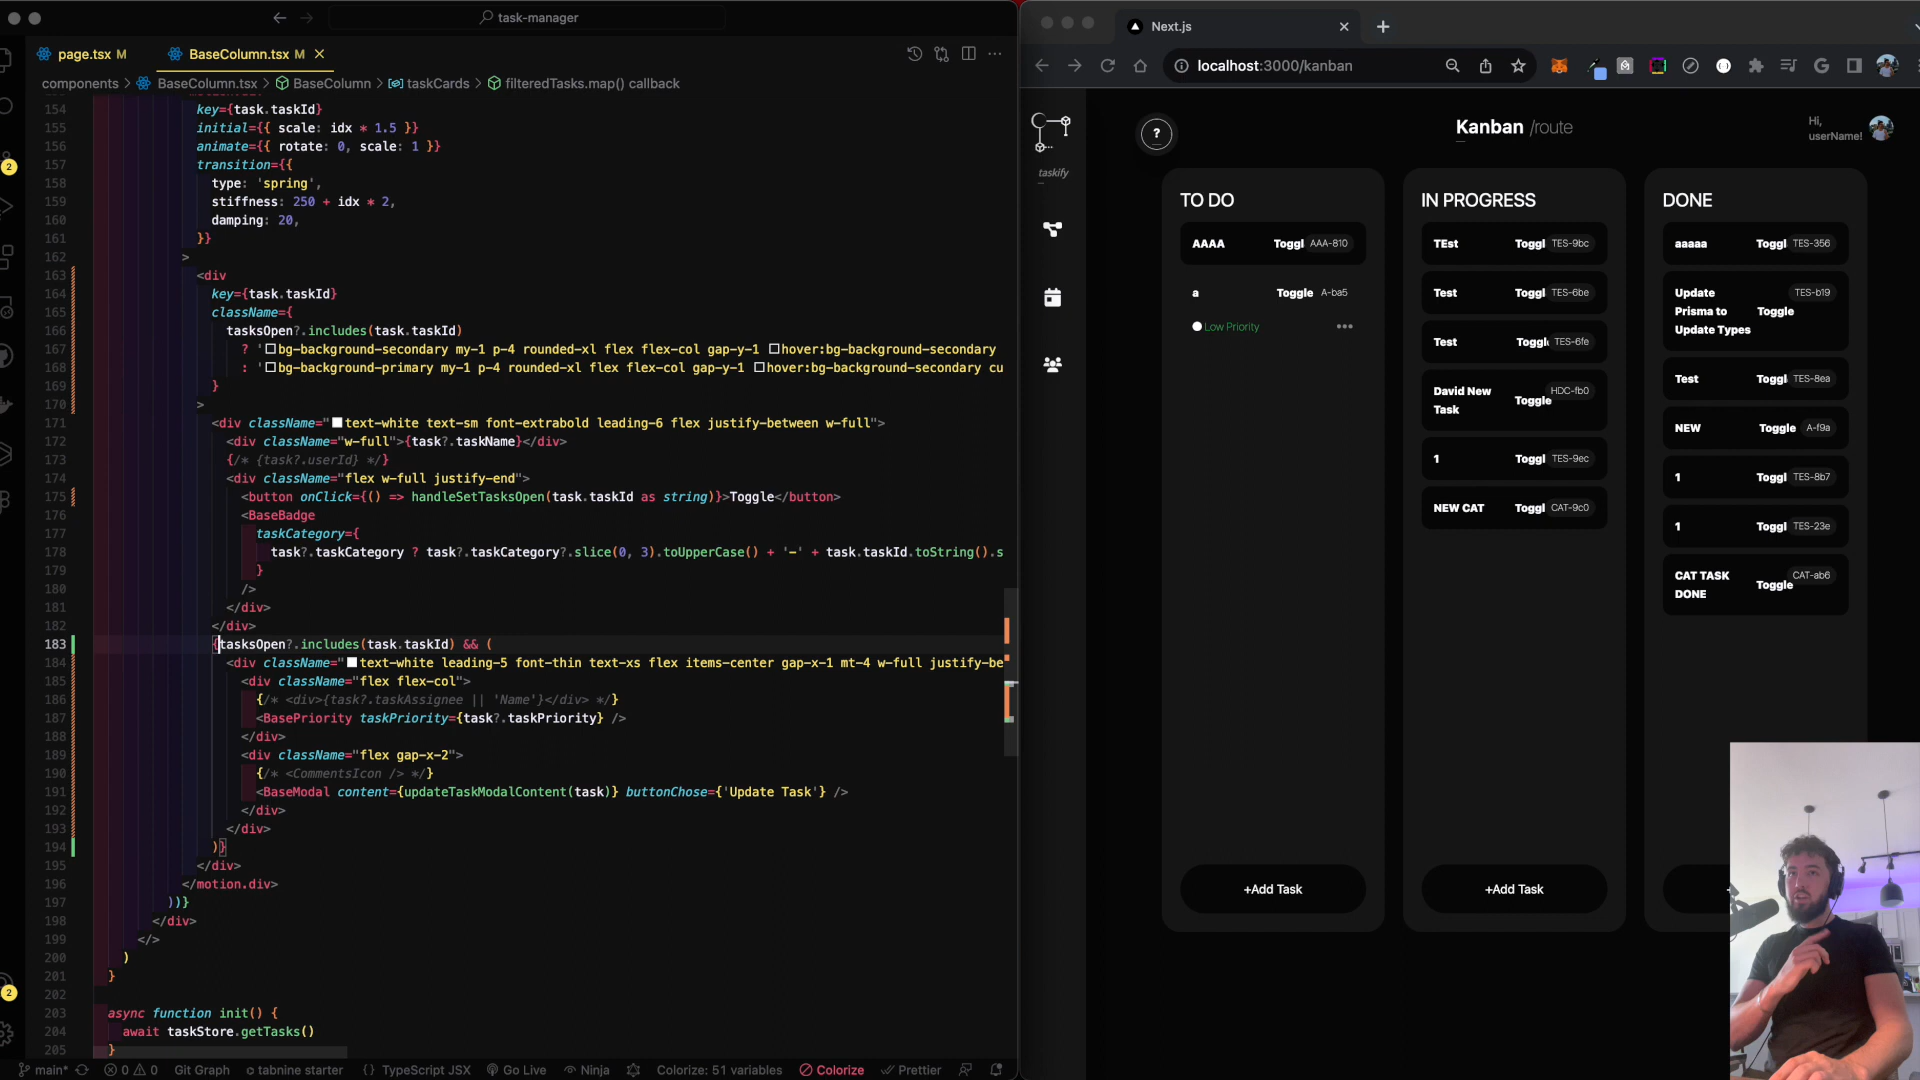 task-manager
page.tsx M
BaseColumn.tsx M
components > BaseColumn.tsx > BaseColumn > taskCards > filteredTasks.map() callback
154 key={task.taskId}
155 initial={{ scale: idx * 1.5 }}
156 animate={{ rotate: 0, scale: 1 }}
157 transition={{
158 type: 'spring',
159 stiffness: 250 + idx * 2,
160 damping: 20,
161 }}
162 >
163 <div
164 key={task.taskId}
165 className={
166 tasksOpen?.includes(task.taskId)
167 ? 'bg-background-secondary my-1 p-4 rounded-xl flex flex-col gap-y-1 hover:bg-background-secondary
168 : 'bg-background-primary my-1 p-4 rounded-xl flex flex-col gap-y-1 hover:bg-background-secondary cu
169 }
170 >
171 <div className="text-white text-sm font-extrabold leading-6 flex justify-between w-full">
172 <div className="w-full">{task?.taskName}</div>
173 {/* {task?.userId} */}
174 <div className="flex w-full justify-end">
175 <button onClick={() => handleSetTasksOpen(task.taskId as string)}>Toggle</button>
176 <BaseBadge
177 taskCategory={
178 task?.taskCategory ? task?.taskCategory?.slice(0, 3).toUpperCase() + '-' + task.taskId.toString().s
179 }
180 />
181 </div>
182 </div>
183 {tasksOpen?.includes(task.taskId) && (
184 <div className="text-white leading-5 font-thin text-xs flex items-center gap-x-1 mt-4 w-full justify-be
185 <div className="flex flex-col">
186 {/* <div>{task?.taskAssignee || 'Name'}</div> */}
187 <BasePriority taskPriority={task?.taskPriority} />
188 </div>
189 <div className="flex gap-x-2">
190 {/* <CommentsIcon /> */}
191 <BaseModal content={updateTaskModalContent(task)} buttonChose={'Update Task'} />
192 </div>
193 </div>
194 )}
195 </div>
196 </motion.div>
197 ))}
198 </div>
199 </>
200 )
201 }
202
203 async function init() {
204 await taskStore.getTasks()
205 }
2
2
main* 0 0 Git Graph tabnine starter {} TypeScript JSX Go Live Ninja Colorize: 51 variables Colorize Prettier
Next.js
localhost:3000/kanban
taskify
?
Kanban /route
Hi,
userName!
TO DO
AAAA Toggl AAA-810
a Toggle A-ba5
Low Priority
+Add Task
IN PROGRESS
TEst Toggl TES-9bc
Test Toggl TES-6be
Test Toggl TES-6fe
David New
Task
Toggle HDC-fb0
1 Toggl TES-9ec
NEW CAT Toggl CAT-9c0
+Add Task
DONE
aaaaa Toggl TES-356
Update
Prisma to
Update Types
Toggle TES-b19
Test Toggl TES-8ea
NEW Toggle A-f9a
1 Toggl TES-8b7
1 Toggl TES-23e
CAT TASK
DONE
Toggle CAT-ab6